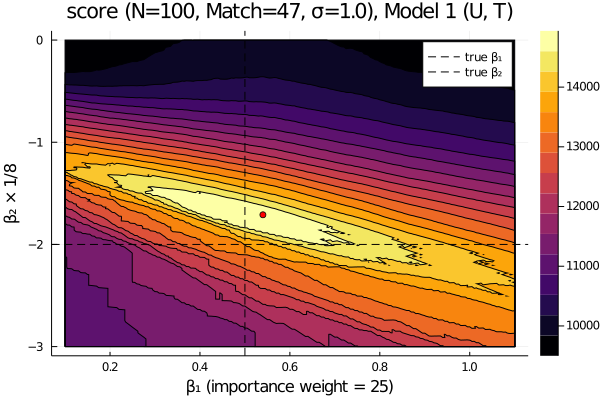 score (N=100, Match=47, σ=1.0), Model 1 (U, T)
true β₁
true β₂
0
−1
−2
−3
β₂ × 1/8
0.2
0.4
0.6
0.8
1.0
β₁ (importance weight = 25)
14000
13000
12000
11000
10000